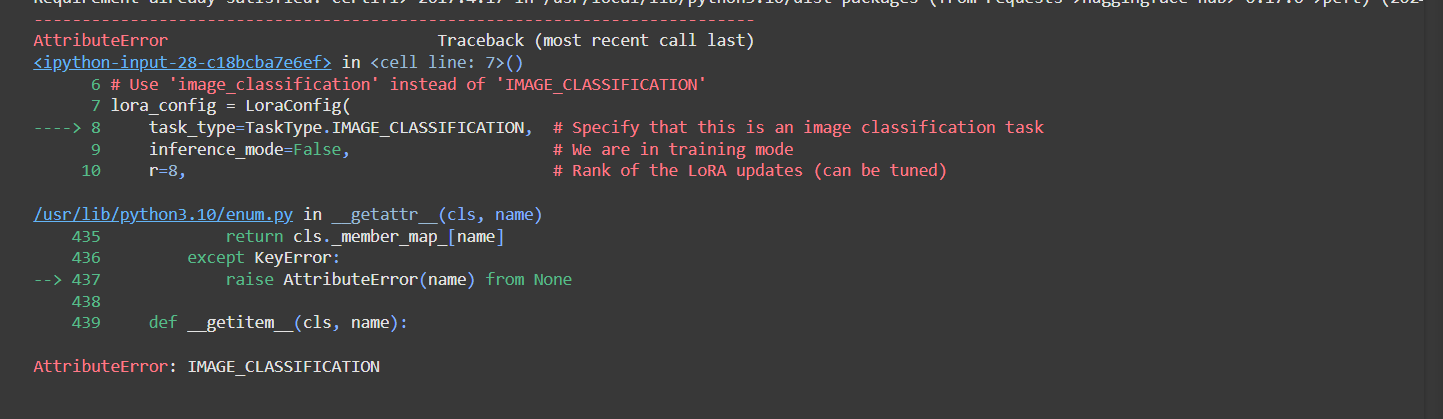 Requirement already satisfied: certifi>=2017.4.17 in /usr/local/lib/python3.10/dist-packages (from requests->huggingface-hub>=0.17.0->peft) (202
---------------------------------------------------------------------------
AttributeError                            Traceback (most recent call last)
<ipython-input-28-c18bcba7e6ef> in <cell line: 7>()
      6 # Use 'image_classification' instead of 'IMAGE_CLASSIFICATION'
      7 lora_config = LoraConfig(
----> 8     task_type=TaskType.IMAGE_CLASSIFICATION,  # Specify that this is an image classification task
      9     inference_mode=False,                     # We are in training mode
     10     r=8,                                      # Rank of the LoRA updates (can be tuned)
/usr/lib/python3.10/enum.py in __getattr__(cls, name)
    435             return cls._member_map_[name]
    436         except KeyError:
--> 437             raise AttributeError(name) from None
    438
    439     def __getitem__(cls, name):
AttributeError: IMAGE_CLASSIFICATION